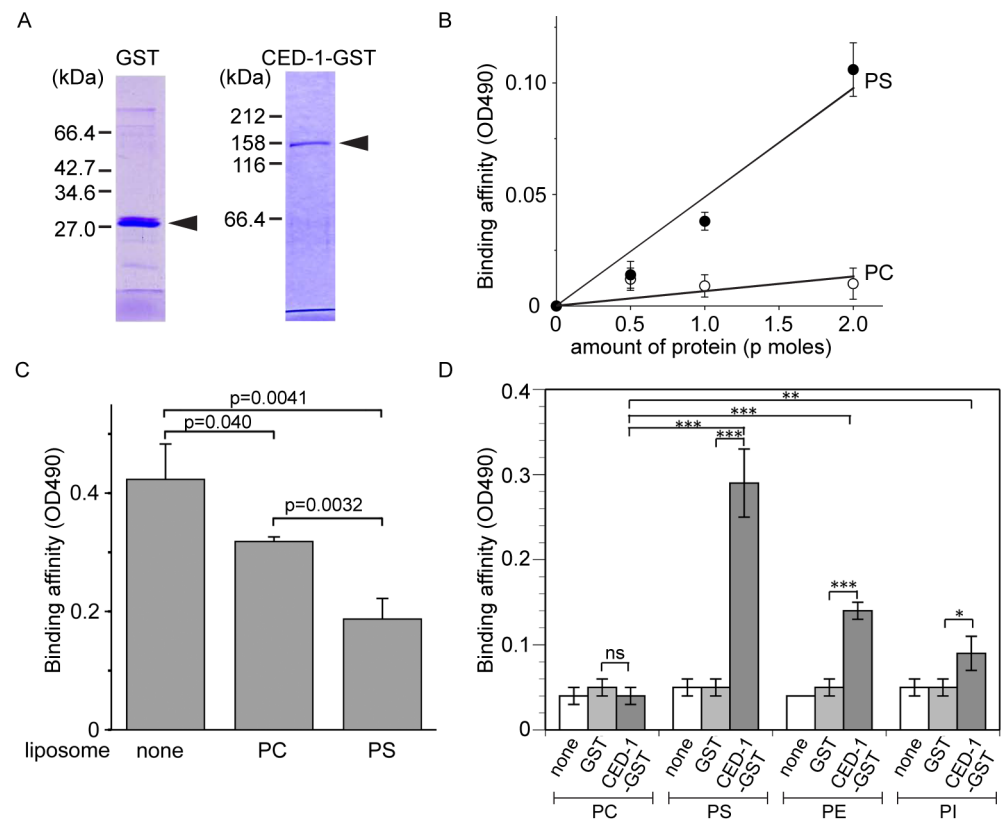 A
GST
CED-1-GST
(kDa)
66.4
42.7
34.6
27.0
(kDa)
212
158
116
66.4
B
Binding affinity (OD490)
0.10
0.05
0
PS
PC
0
0.5
1.0
1.5
2.0
amount of protein (p moles)
C
Binding affinity (OD490)
0.4
0.2
0
p=0.0041
p=0.040
p=0.0032
liposome none PC PS
D
Binding affinity (OD490)
0.4
0.3
0.2
0.1
0
**
***
***
***
ns
***
*
none
GST
CED-1
-GST
none
GST
CED-1
-GST
none
GST
CED-1
-GST
none
GST
CED-1
-GST
PC
PS
PE
PI